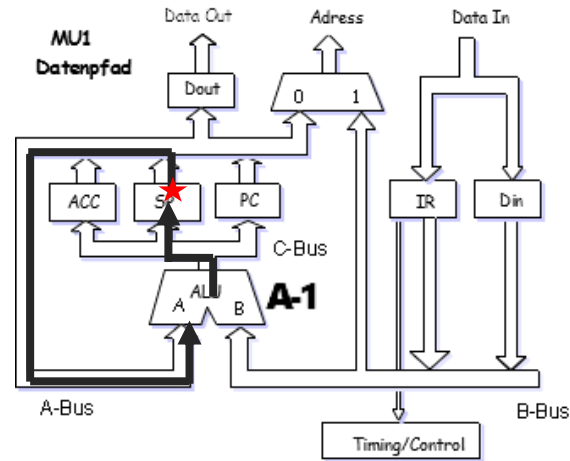 MU1
Datenpfad
Data Out
Adress
Data In
Dout
0
1
ACC
PC
IR
Din
C-Bus
A
ALU
B
A-1
A-Bus
B-Bus
Timing/Control